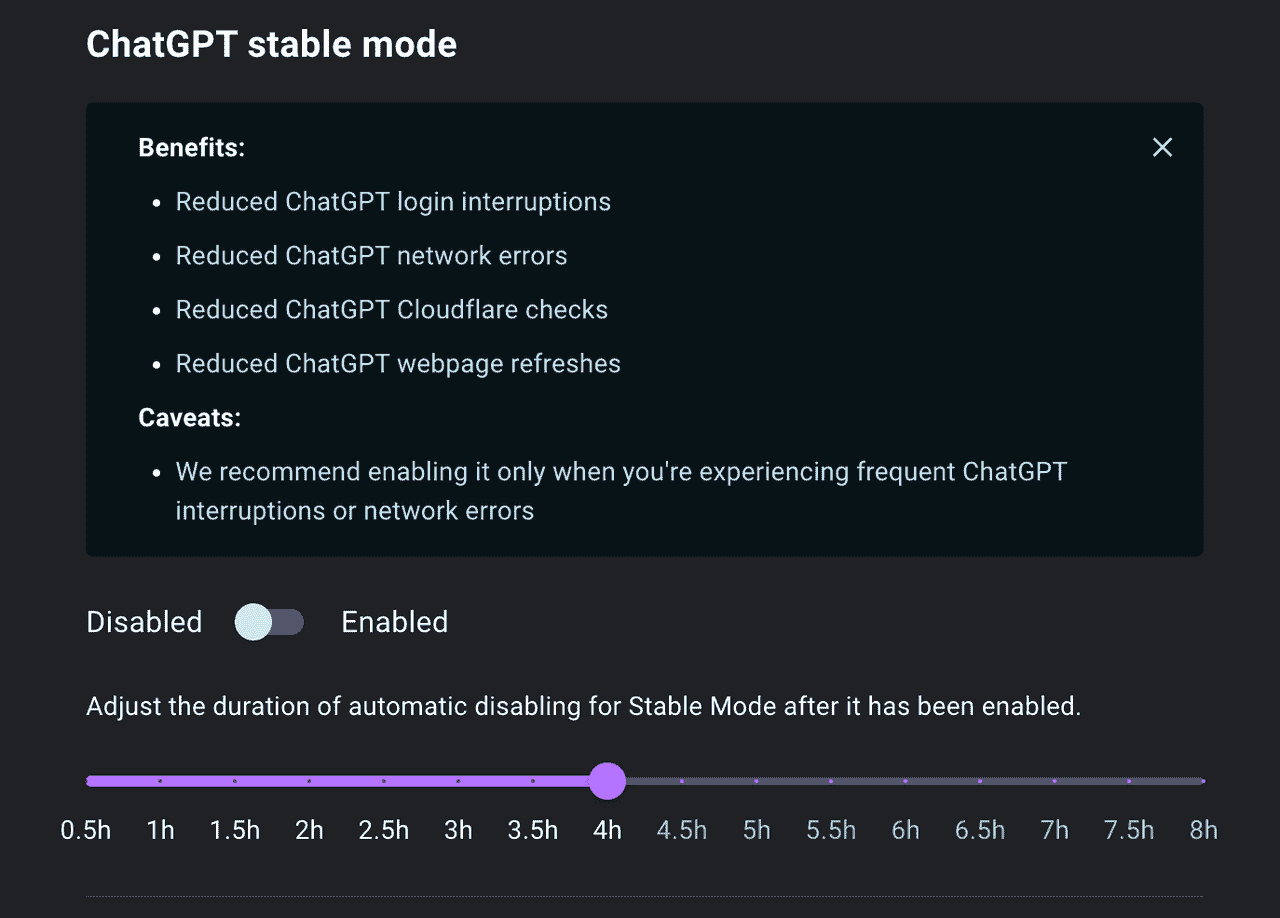 ChatGPT stable mode
Benefits:
Reduced ChatGPT login interruptions
Reduced ChatGPT network errors
Reduced ChatGPT Cloudflare checks
Reduced ChatGPT webpage refreshes
Caveats:
We recommend enabling it only when you're experiencing frequent ChatGPT
interruptions or network errors
Disabled Enabled
Adjust the duration of automatic disabling for Stable Mode after it has been enabled.
0.5h 1h 1.5h 2h 2.5h 3h 3.5h 4h 4.5h 5h 5.5h 6h 6.5h 7h 7.5h 8h